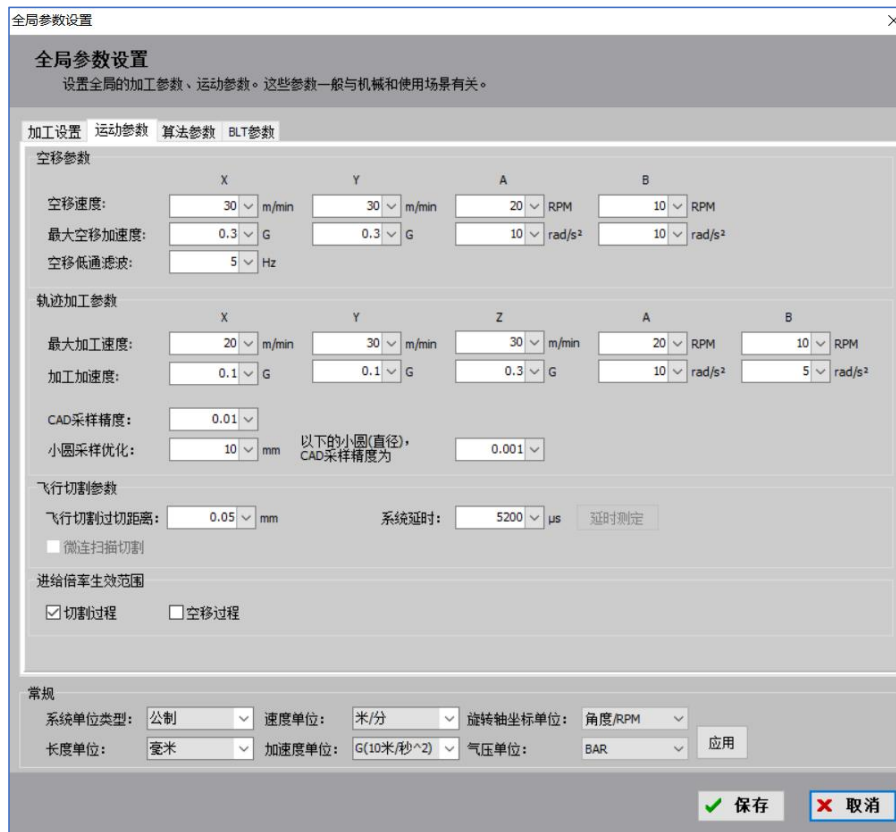 全局参数设置
全局参数设置
设置全局的加工参数、运动参数。这些参数一般与机械和使用场景有关。
加工设置 运动参数 算法参数 BLT参数
空移参数
X Y A B
空移速度: 30 m/min 30 m/min 20 RPM 10 RPM
最大空移加速度: 0.3 G 0.3 G 10 rad/s² 10 rad/s²
空移低通滤波: 5 Hz
轨迹加工参数
X Y Z A B
最大加工速度: 20 m/min 30 m/min 30 m/min 20 RPM 10 RPM
加工加速度: 0.1 G 0.1 G 0.3 G 10 rad/s² 5 rad/s²
CAD采样精度: 0.01
小圆采样优化: 10 mm 以下的小圆(直径),
CAD采样精度为 0.001
飞行切割参数
飞行切割过切距离: 0.05 mm 系统延时: 5200 μs 延时测定
微连扫描切割
进给倍率生效范围
切割过程 空移过程
常规
系统单位类型: 公制 速度单位: 米/分 旋转轴坐标单位: 角度/RPM
长度单位: 毫米 加速度单位: G(10米/秒^2) 气压单位: BAR 应用
保存 取消